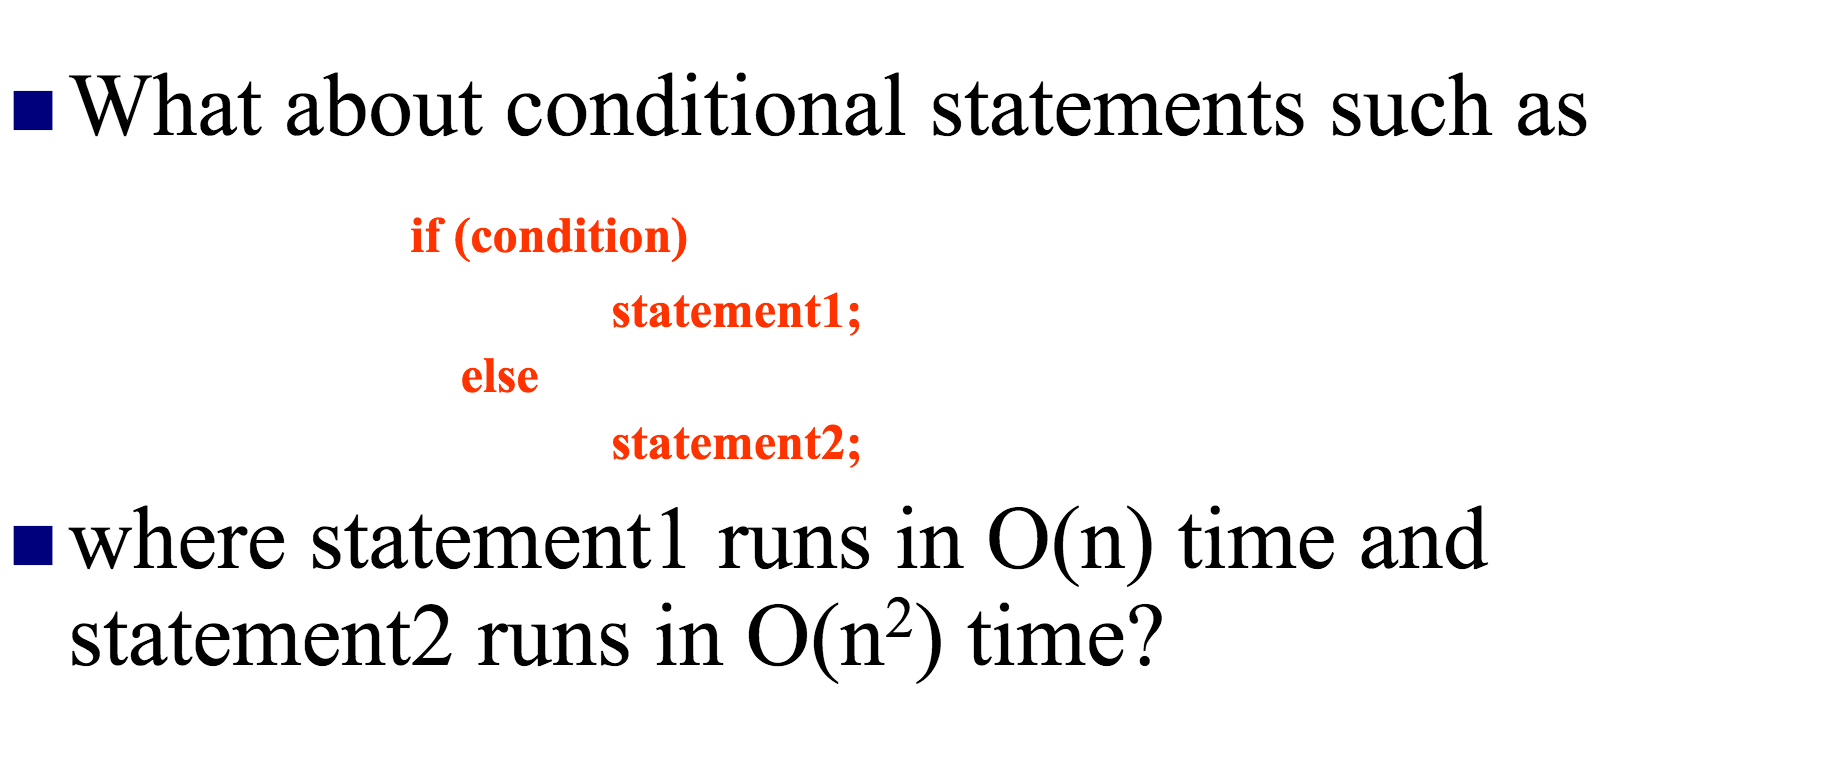 What about conditional statements such as
if (condition)
statement1;
else
statement2;
where statement1 runs in O(n) time and
statement2 runs in O(n²) time?